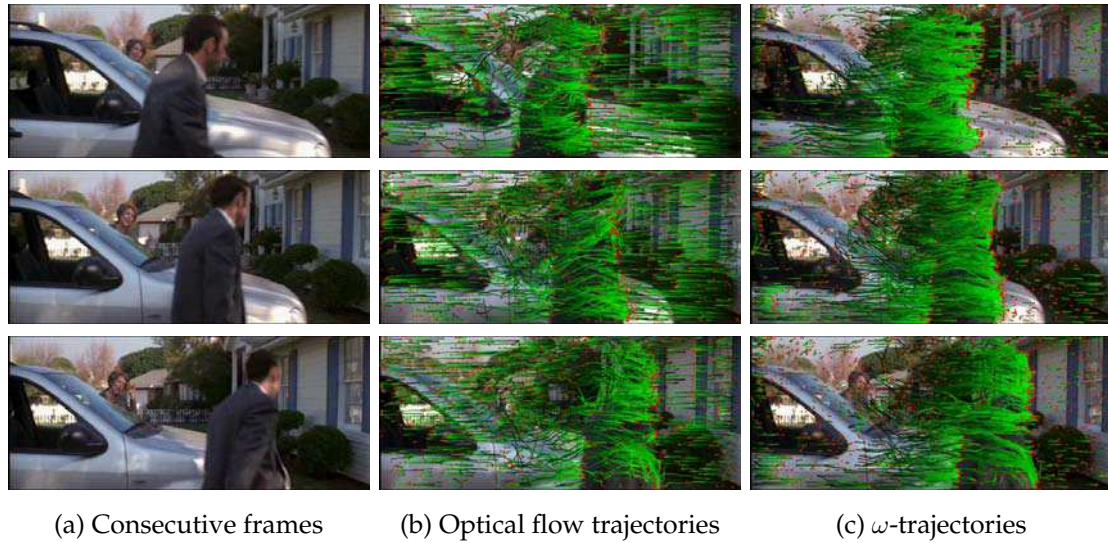 (a) Consecutive frames
(b) Optical flow trajectories
(c) ω-trajectories